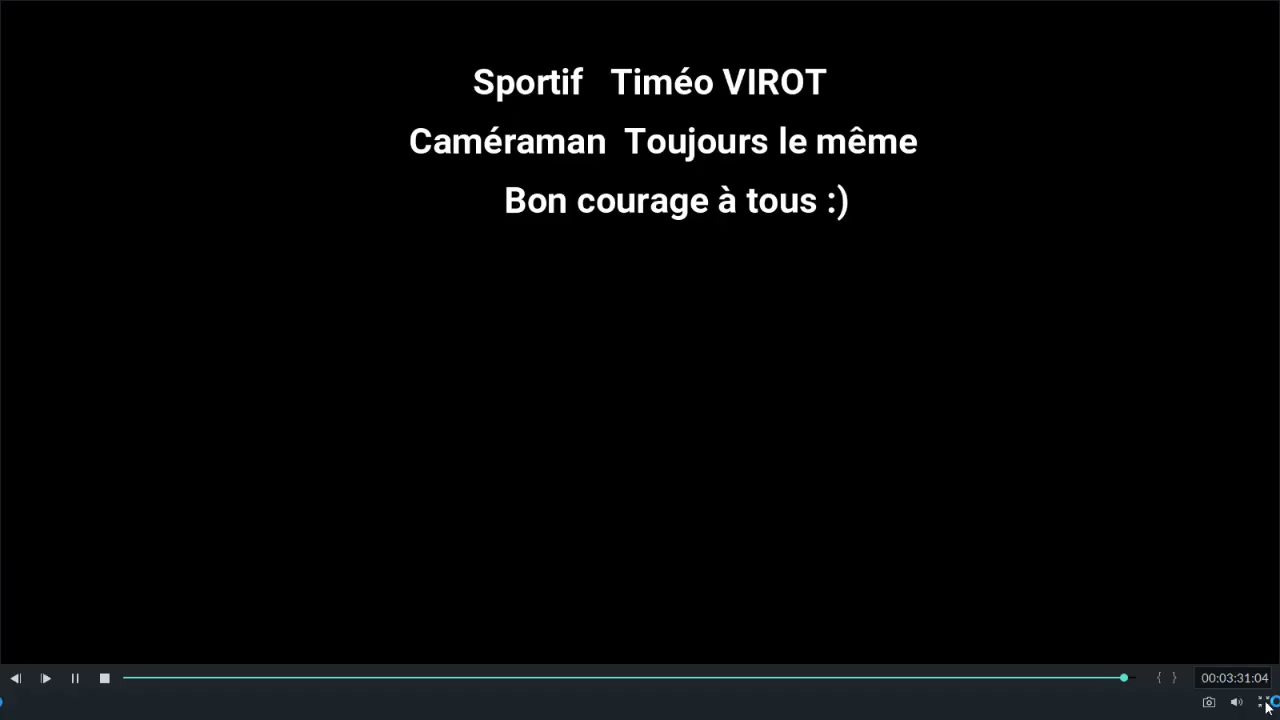 Sportif Timéo VIROT
Caméraman Toujours le même
Bon courage à tous :)
{ } 00:03:31:04